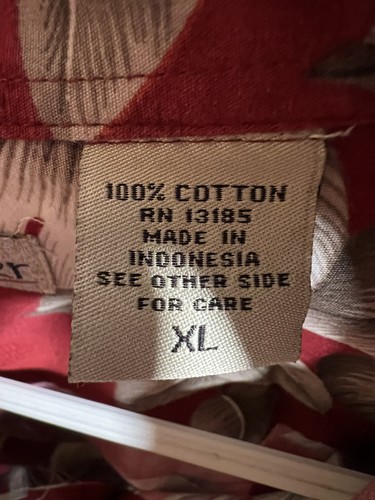 100% COTTON
RN 13185
MADE IN
INDONESIA
SEE OTHER SIDE
FOR CARE
XL